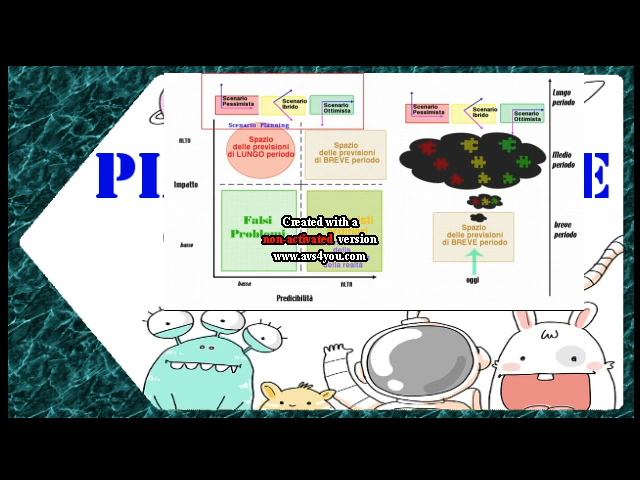 Scenario
Pessimista
Scenario
Ibrido
Scenario
Ottimista
Scenario Planning
ALTO
Impatto
basso
Spazio
delle previsioni
di LUNGO periodo
Spazio
delle previsioni
di BREVE periodo
Falsi
Problemi
della realtà
basso
ALTA
Predicibilità
Created with a
non-activated version
www.avs4you.com
Scenario
Pessimista
Scenario
Ibrido
Scenario
Ottimista
Spazio
delle previsioni
di BREVE periodo
oggi
Lungo
periodo
Medio
periodo
breve
periodo